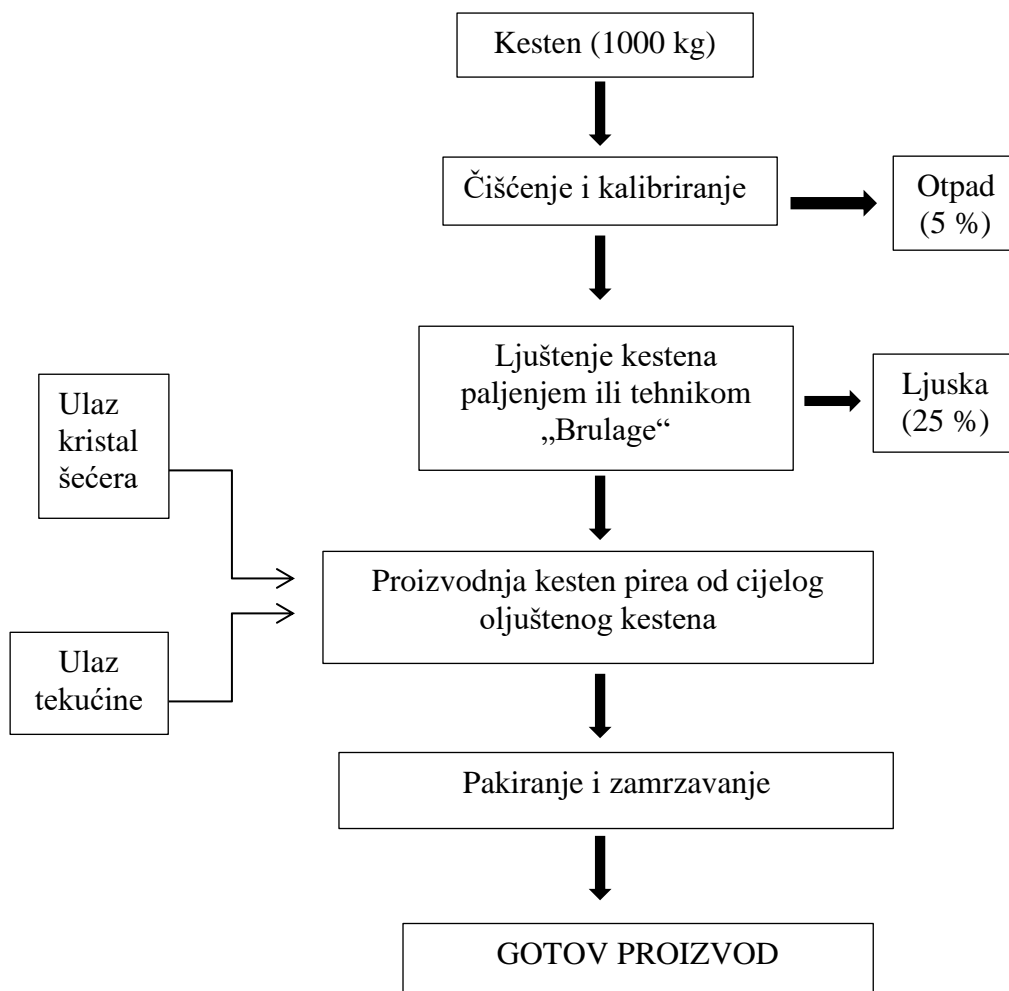 Kesten (1000 kg)
Čišćenje i kalibriranje
Otpad
(5 %)
Ljuštenje kestena
paljenjem ili tehnikom
„Brulage“
Ljuska
(25 %)
Ulaz
kristal
šećera
Proizvodnja kesten pirea od cijelog
oljuštenog kestena
Ulaz
tekućine
Pakiranje i zamrzavanje
GOTOV PROIZVOD